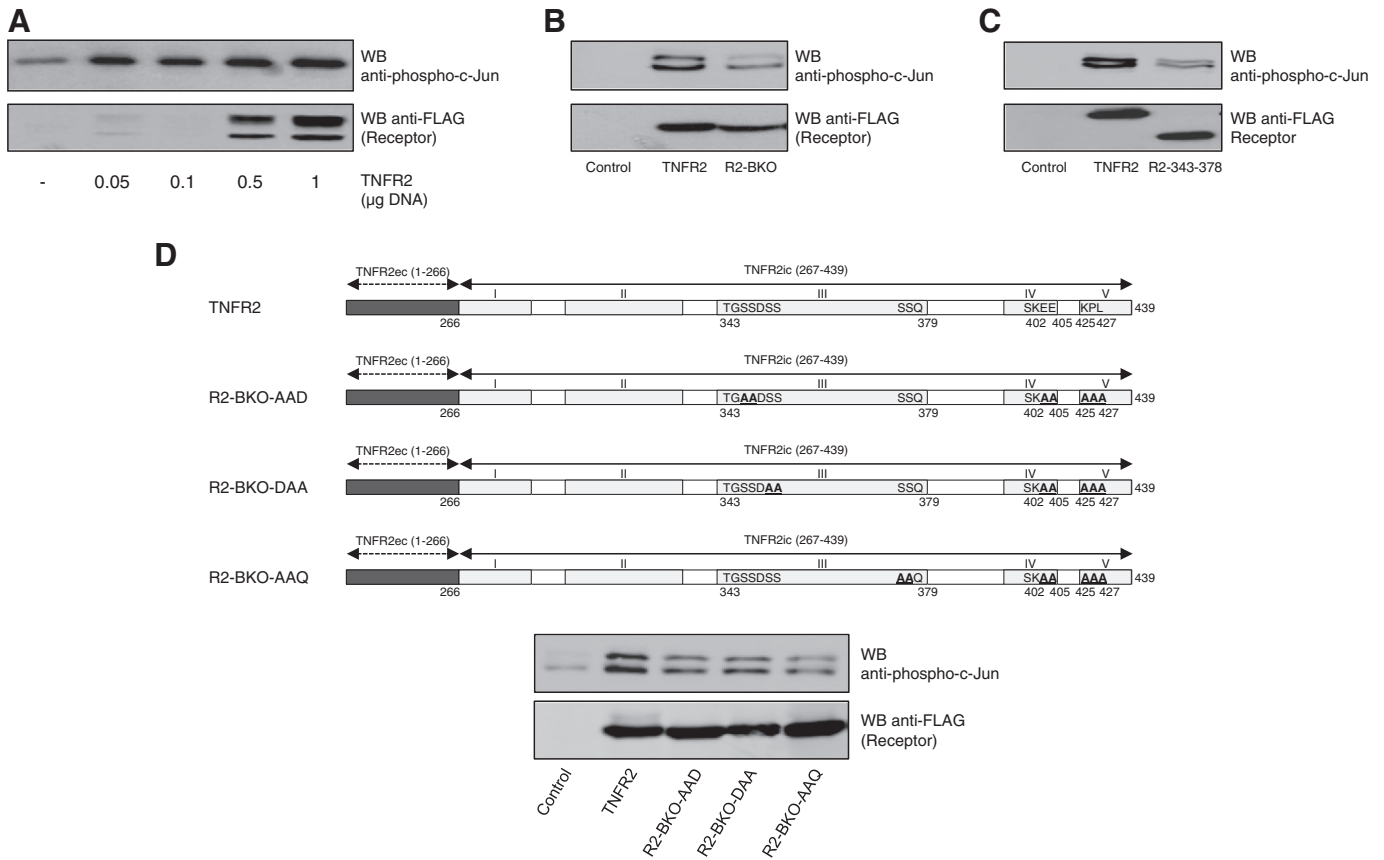 A
WB
anti-phospho-c-Jun
WB anti-FLAG
(Receptor)
- 0.05 0.1 0.5 1 TNFR2
(µg DNA)
B
WB
anti-phospho-c-Jun
WB anti-FLAG
(Receptor)
Control TNFR2 R2-BKO
C
WB
anti-phospho-c-Jun
WB anti-FLAG
Receptor
Control TNFR2 R2-343-378
D
TNFR2ec (1-266) TNFR2ic (267-439)
I II III IV V
TNFR2 TGSSDSS SSQ SKEE KPL 439
266 343 379 402 405 425 427
TNFR2ec (1-266) TNFR2ic (267-439)
I II III IV V
R2-BKO-AAD TGAADSS SSQ SKAA AAA 439
266 343 379 402 405 425 427
TNFR2ec (1-266) TNFR2ic (267-439)
I II III IV V
R2-BKO-DAA TGSSDAA SSQ SKAA AAA 439
266 343 379 402 405 425 427
TNFR2ec (1-266) TNFR2ic (267-439)
I II III IV V
R2-BKO-AAQ TGSSDSS AAQ SKAA AAA 439
266 343 379 402 405 425 427
WB
anti-phospho-c-Jun
WB anti-FLAG
(Receptor)
Control
TNFR2
R2-BKO-AAD
R2-BKO-DAA
R2-BKO-AAQ